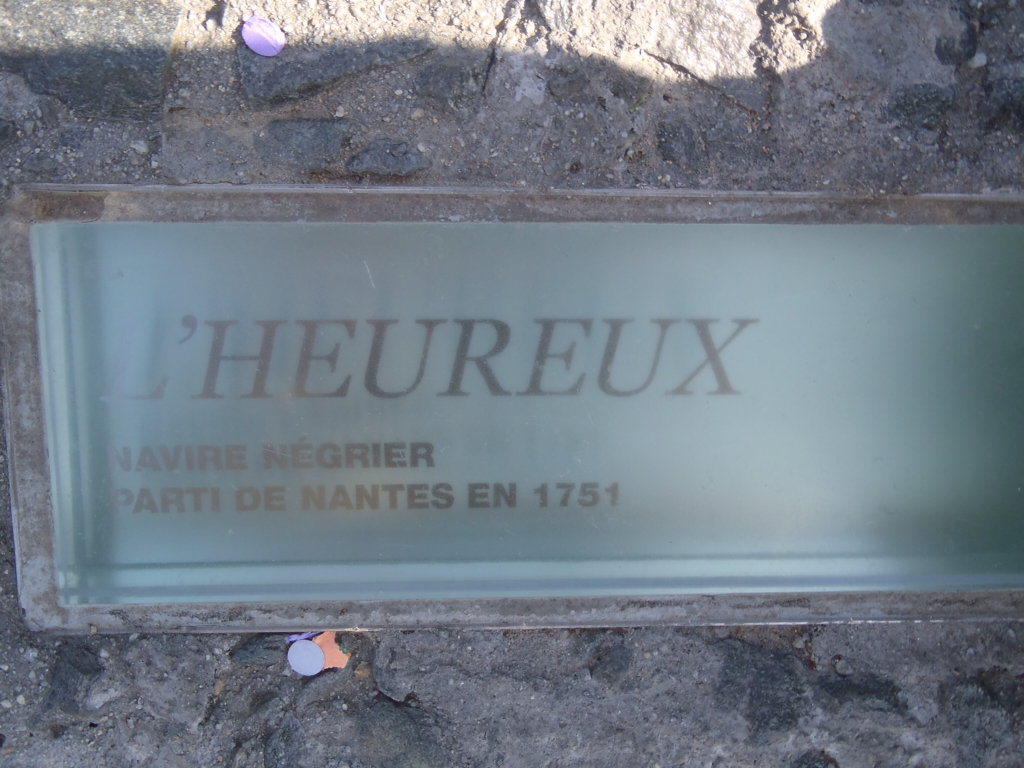 L'HEUREUX
NAVIRE NÉGRIER
PARTI DE NANTES EN 1751